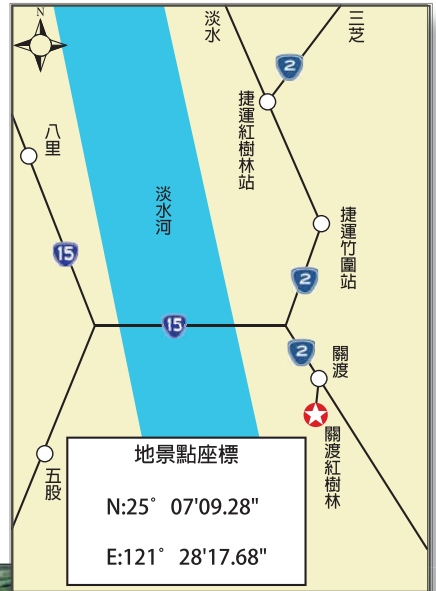 N
淡水
三芝
2
捷運紅樹林站
八里
淡水河
捷運竹圍站
15
2
15
2
關渡
關渡紅樹林
五股
地景點座標
N:25° 07'09.28"
E:121° 28'17.68"